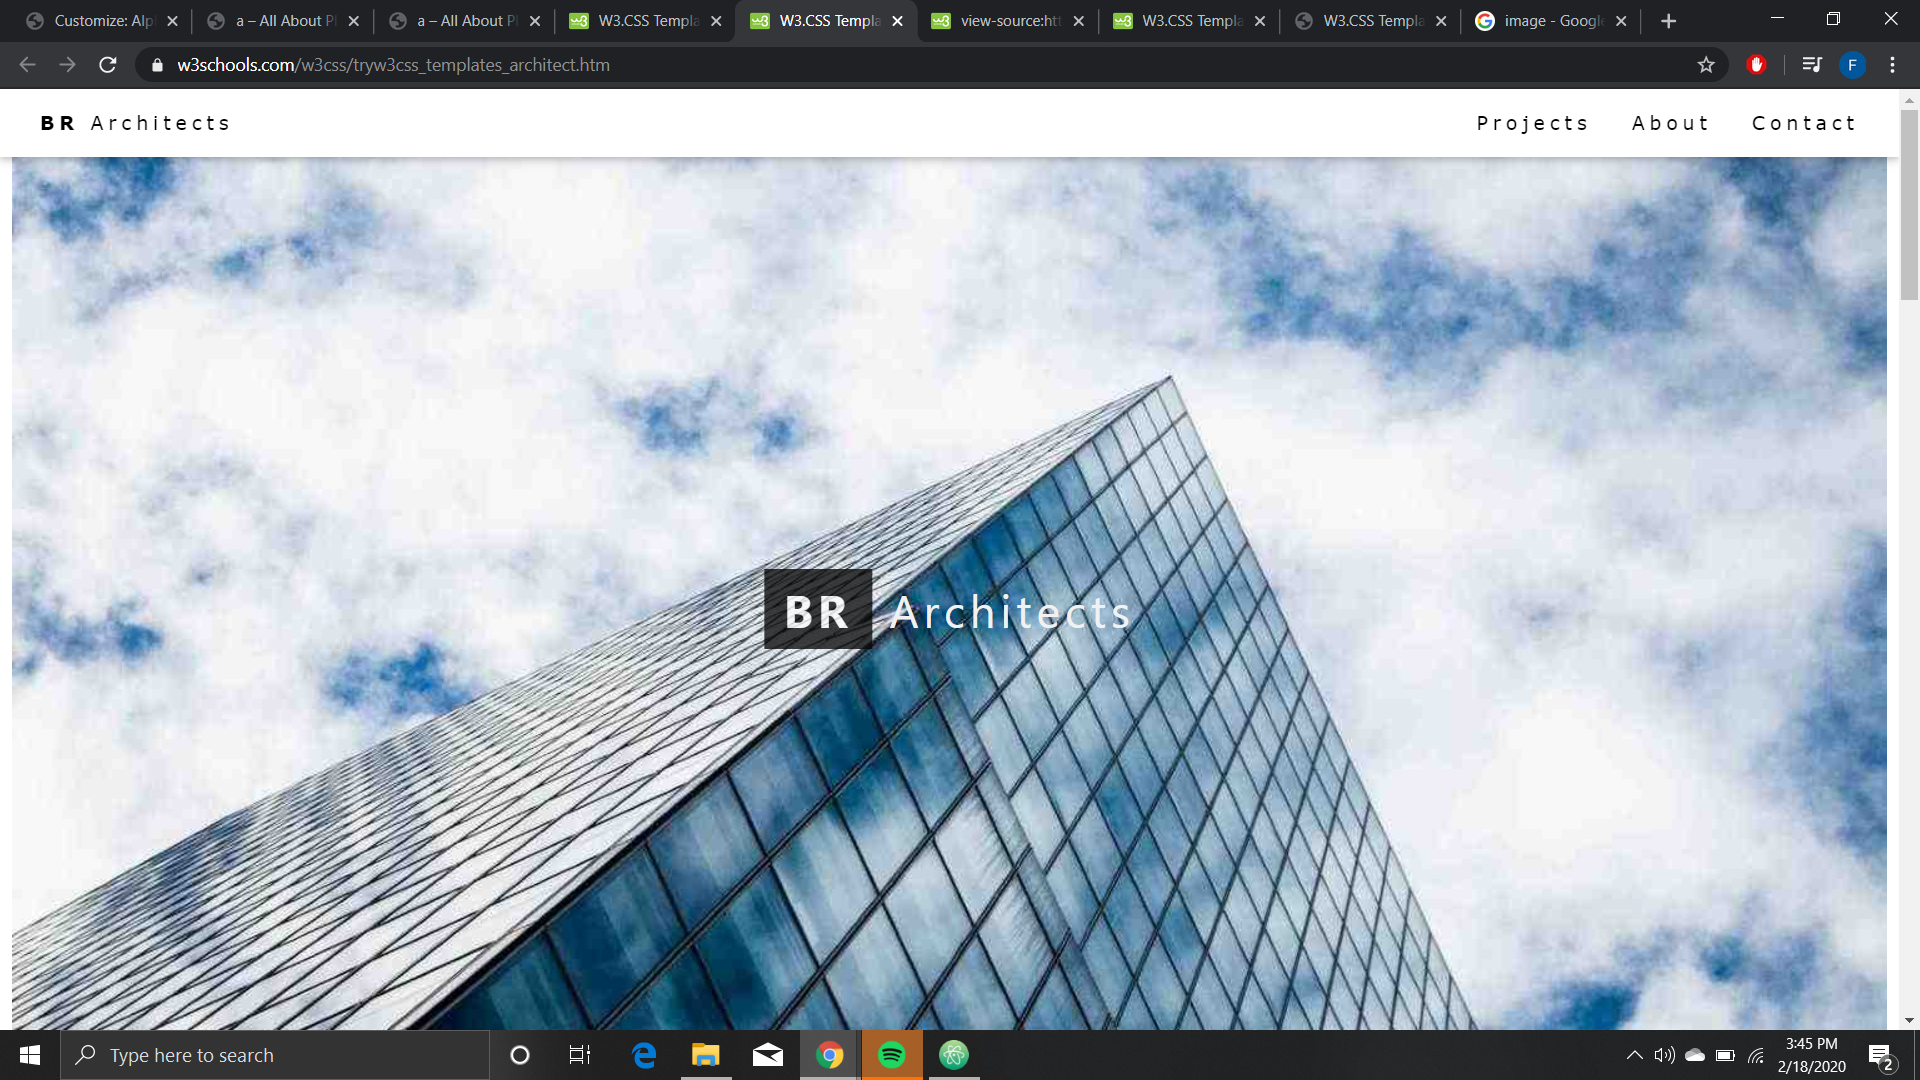 Customize: Alp
a – All About Pl
a – All About Pl
W3.CSS Templa
W3.CSS Templa
view-source:htt
W3.CSS Templa
W3.CSS Templa
image - Google
w3schools.com/w3css/tryw3css_templates_architect.htm
F
BR Architects
Projects
About
Contact
BR Architects
Type here to search
3:45 PM
2/18/2020
2